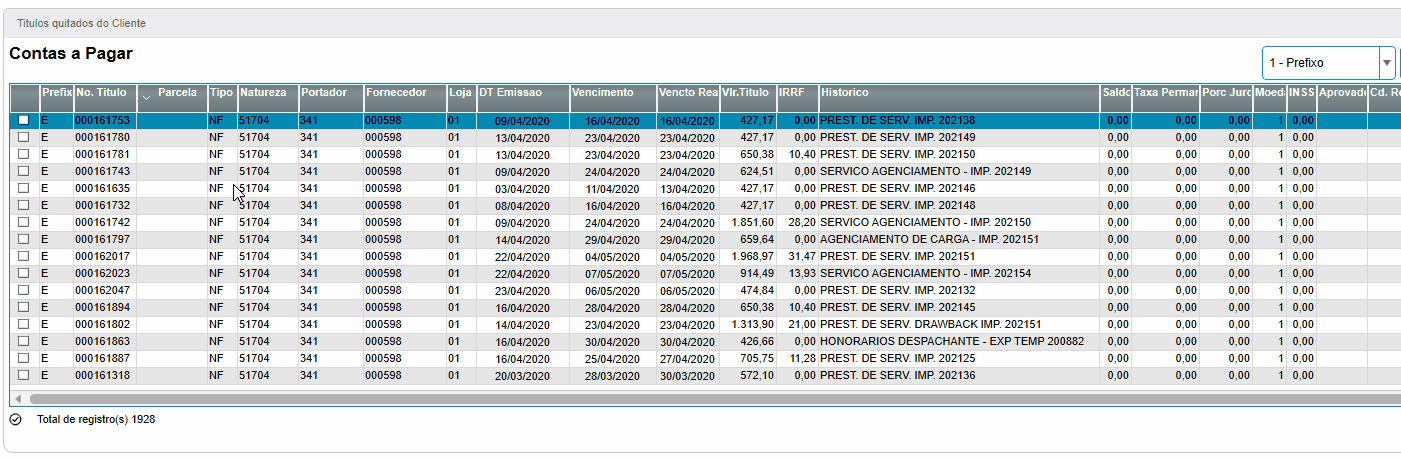 Titulos quitados do Cliente
Contas a Pagar
1 - Prefixo
Prefix No. Titulo Parcela Tipo Natureza Portador Fornecedor Loja DT Emissao Vencimento Vencto Rea Vlr.Titulo IRRF Historico Saldo Taxa Permar Porc Juro Moeda INSS Aprovado Cd. Re
E 000161753 NF 51704 341 000598 01 09/04/2020 16/04/2020 16/04/2020 427,17 0,00 PREST. DE SERV. IMP. 202138 0,00 0,00 0,00 1 0,00
E 000161780 NF 51704 341 000598 01 13/04/2020 23/04/2020 23/04/2020 427,17 0,00 PREST. DE SERV. IMP. 202149 0,00 0,00 0,00 1 0,00
E 000161781 NF 51704 341 000598 01 13/04/2020 23/04/2020 23/04/2020 650,38 10,40 PREST. DE SERV. IMP. 202150 0,00 0,00 0,00 1 0,00
E 000161743 NF 51704 341 000598 01 09/04/2020 24/04/2020 24/04/2020 624,51 0,00 SERVICO AGENCIAMENTO - IMP. 202149 0,00 0,00 0,00 1 0,00
E 000161635 NF 51704 341 000598 01 03/04/2020 11/04/2020 13/04/2020 427,17 0,00 PREST. DE SERV. IMP. 202146 0,00 0,00 0,00 1 0,00
E 000161732 NF 51704 341 000598 01 08/04/2020 16/04/2020 16/04/2020 427,17 0,00 PREST. DE SERV. IMP. 202148 0,00 0,00 0,00 1 0,00
E 000161742 NF 51704 341 000598 01 09/04/2020 24/04/2020 24/04/2020 1.851,60 28,20 SERVICO AGENCIAMENTO - IMP. 202150 0,00 0,00 0,00 1 0,00
E 000161797 NF 51704 341 000598 01 14/04/2020 29/04/2020 29/04/2020 659,64 0,00 AGENCIAMENTO DE CARGA - IMP. 202151 0,00 0,00 0,00 1 0,00
E 000162017 NF 51704 341 000598 01 22/04/2020 04/05/2020 04/05/2020 1.968,97 31,47 PREST. DE SERV. IMP. 202151 0,00 0,00 0,00 1 0,00
E 000162023 NF 51704 341 000598 01 22/04/2020 07/05/2020 07/05/2020 914,49 13,93 SERVICO AGENCIAMENTO - IMP. 202154 0,00 0,00 0,00 1 0,00
E 000162047 NF 51704 341 000598 01 23/04/2020 06/05/2020 06/05/2020 474,84 0,00 PREST. DE SERV. IMP. 202132 0,00 0,00 0,00 1 0,00
E 000161894 NF 51704 341 000598 01 16/04/2020 28/04/2020 28/04/2020 650,38 10,40 PREST. DE SERV. IMP. 202145 0,00 0,00 0,00 1 0,00
E 000161802 NF 51704 341 000598 01 14/04/2020 23/04/2020 23/04/2020 1.313,90 21,00 PREST. DE SERV. DRAWBACK IMP. 202151 0,00 0,00 0,00 1 0,00
E 000161863 NF 51704 341 000598 01 16/04/2020 30/04/2020 30/04/2020 426,66 0,00 HONORARIOS DESPACHANTE - EXP TEMP 200882 0,00 0,00 0,00 1 0,00
E 000161887 NF 51704 341 000598 01 16/04/2020 25/04/2020 27/04/2020 705,75 11,28 PREST. DE SERV. IMP. 202125 0,00 0,00 0,00 1 0,00
E 000161318 NF 51704 341 000598 01 20/03/2020 28/03/2020 30/03/2020 572,10 0,00 PREST. DE SERV. IMP. 202136 0,00 0,00 0,00 1 0,00
Total de registro(s) 1928